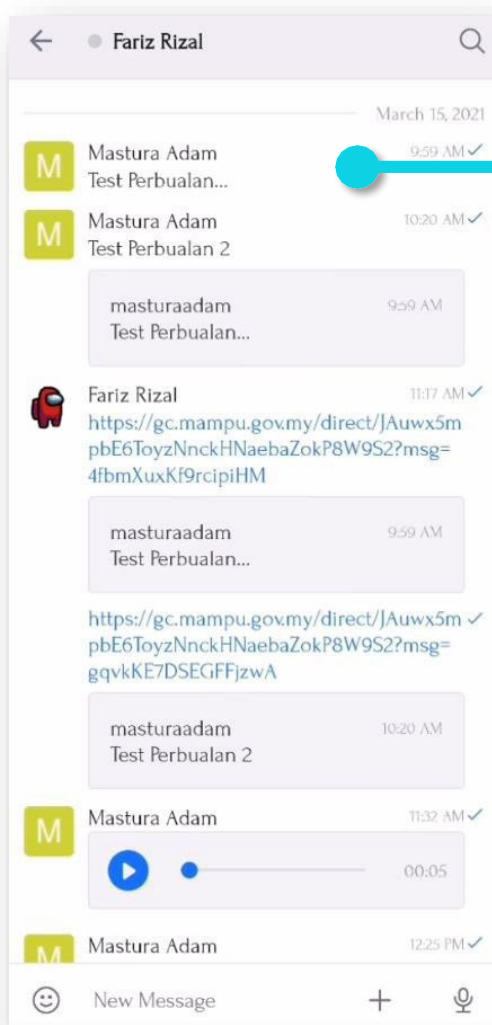 Fariz Rizal
March 15, 2021
M Mastura Adam 9:59 AM
Test Perbualan...
M Mastura Adam 10:20 AM
Test Perbualan 2
masturaadam 9:59 AM
Test Perbualan...
Fariz Rizal 11:17 AM
https://gc.mampu.gov.my/direct/JAuwx5m
pbE6ToyzNnckHNaebaZokP8W9S2?msg=
4fbmXuxKf9rcipiHM
masturaadam 9:59 AM
Test Perbualan...
https://gc.mampu.gov.my/direct/JAuwx5m
pbE6ToyzNnckHNaebaZokP8W9S2?msg=
gqvkKE7DSEGFFjzwA
masturaadam 10:20 AM
Test Perbualan 2
M Mastura Adam 11:32 AM
00:05
M Mastura Adam 12:25 PM
New Message